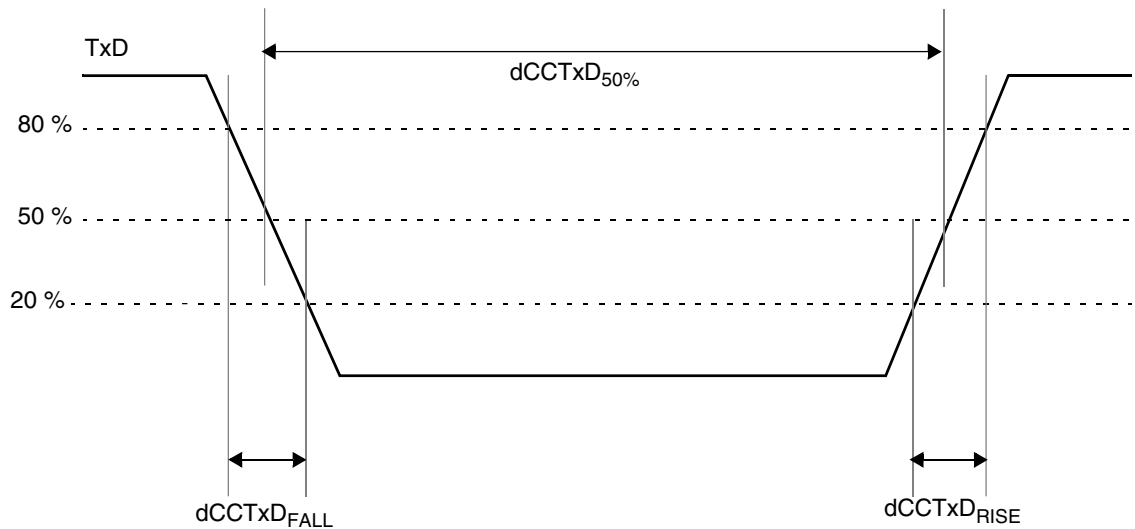 TxD
dCCTxD50%
80 %
50 %
20 %
dCCTxDFALL
dCCTxDRISE